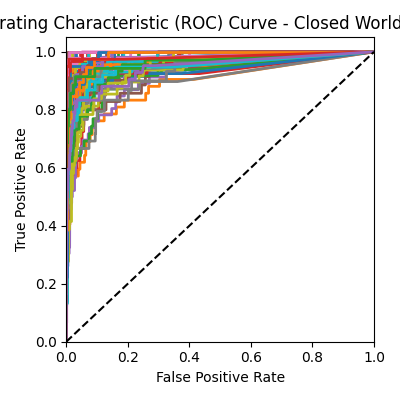 rating Characteristic (ROC) Curve - Closed World
1.0
0.8
0.6
0.4
0.2
0.0
True Positive Rate
0.0 0.2 0.4 0.6 0.8 1.0
False Positive Rate